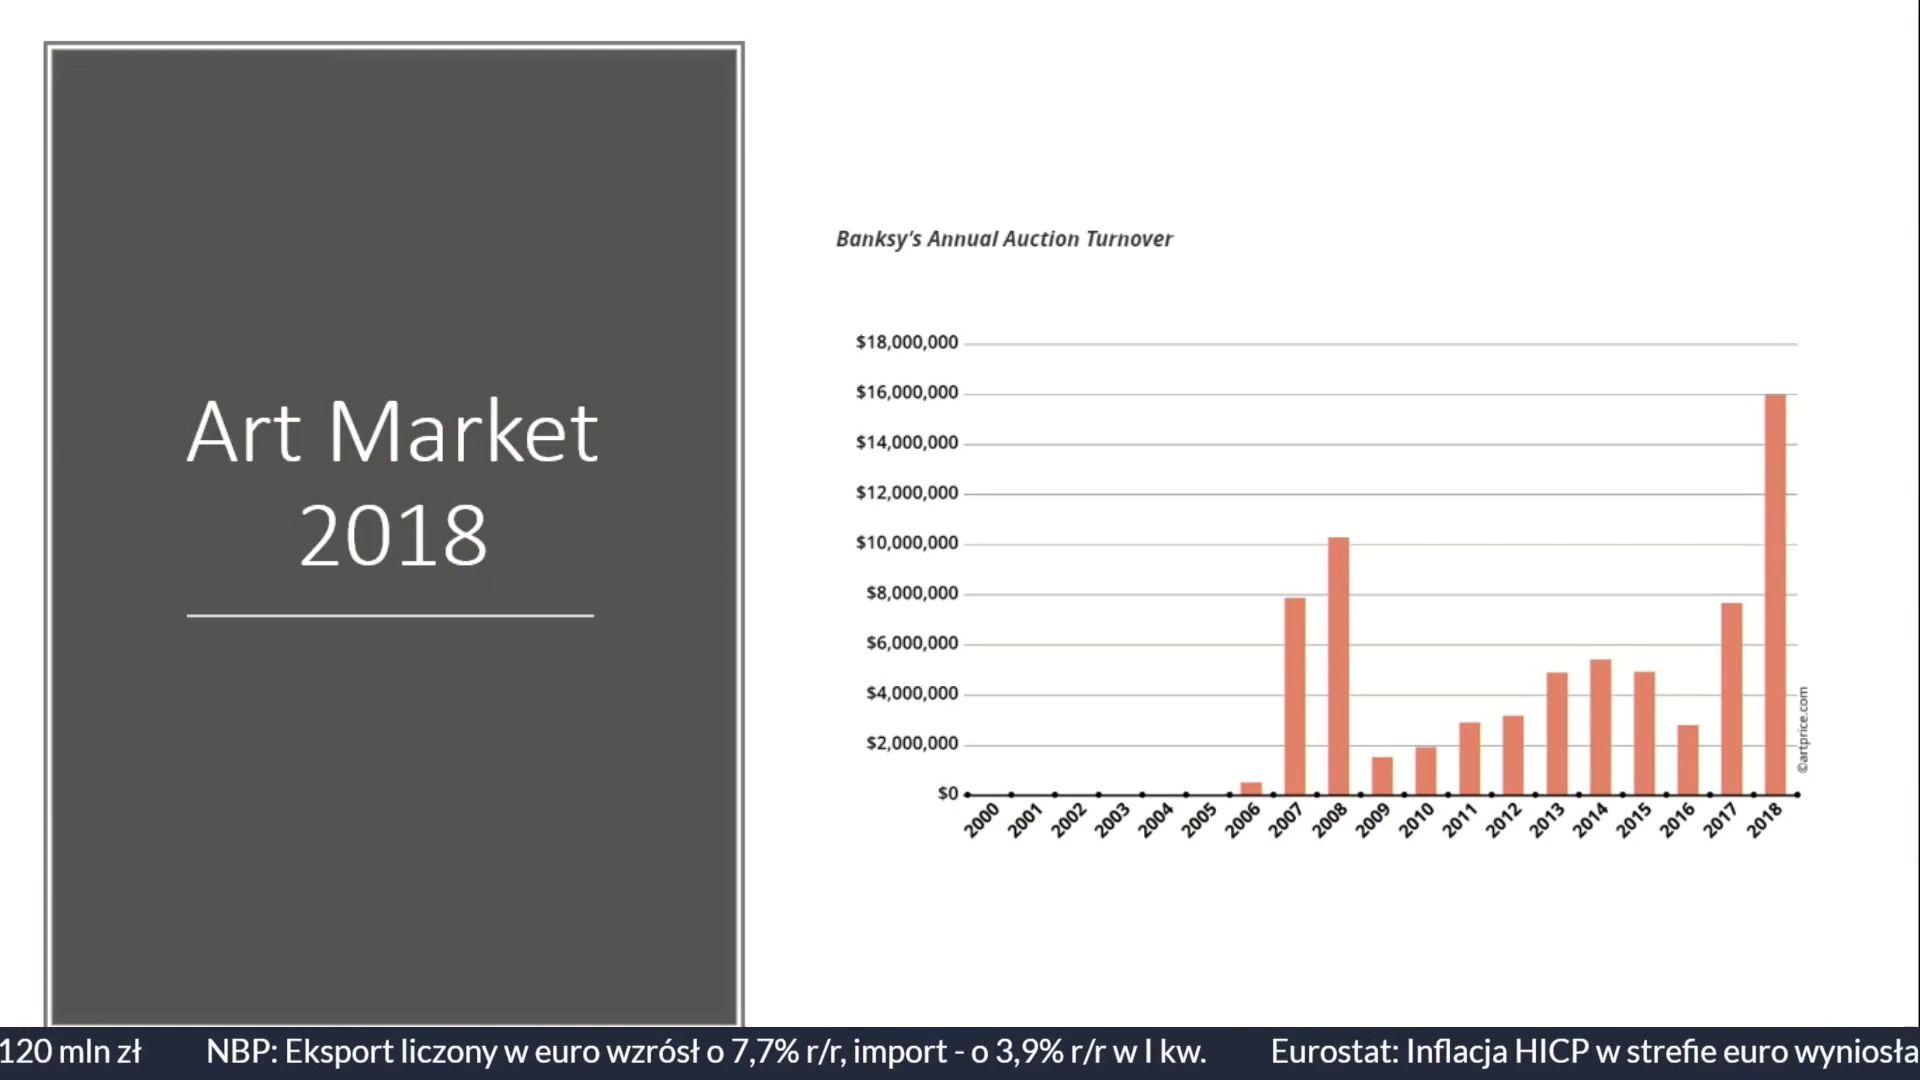 Art Market
2018
Banksy's Annual Auction Turnover
$18,000,000
$16,000,000
$14,000,000
$12,000,000
$10,000,000
$8,000,000
$6,000,000
$4,000,000
$2,000,000
$0
2000 2001 2002 2003 2004 2005 2006 2007 2008 2009 2010 2011 2012 2013 2014 2015 2016 2017 2018
©artprice.com
120 mln zł NBP: Eksport liczony w euro wzrósł o 7,7% r/r, import - o 3,9% r/r w I kw. Eurostat: Inflacja HICP w strefie euro wyniosła